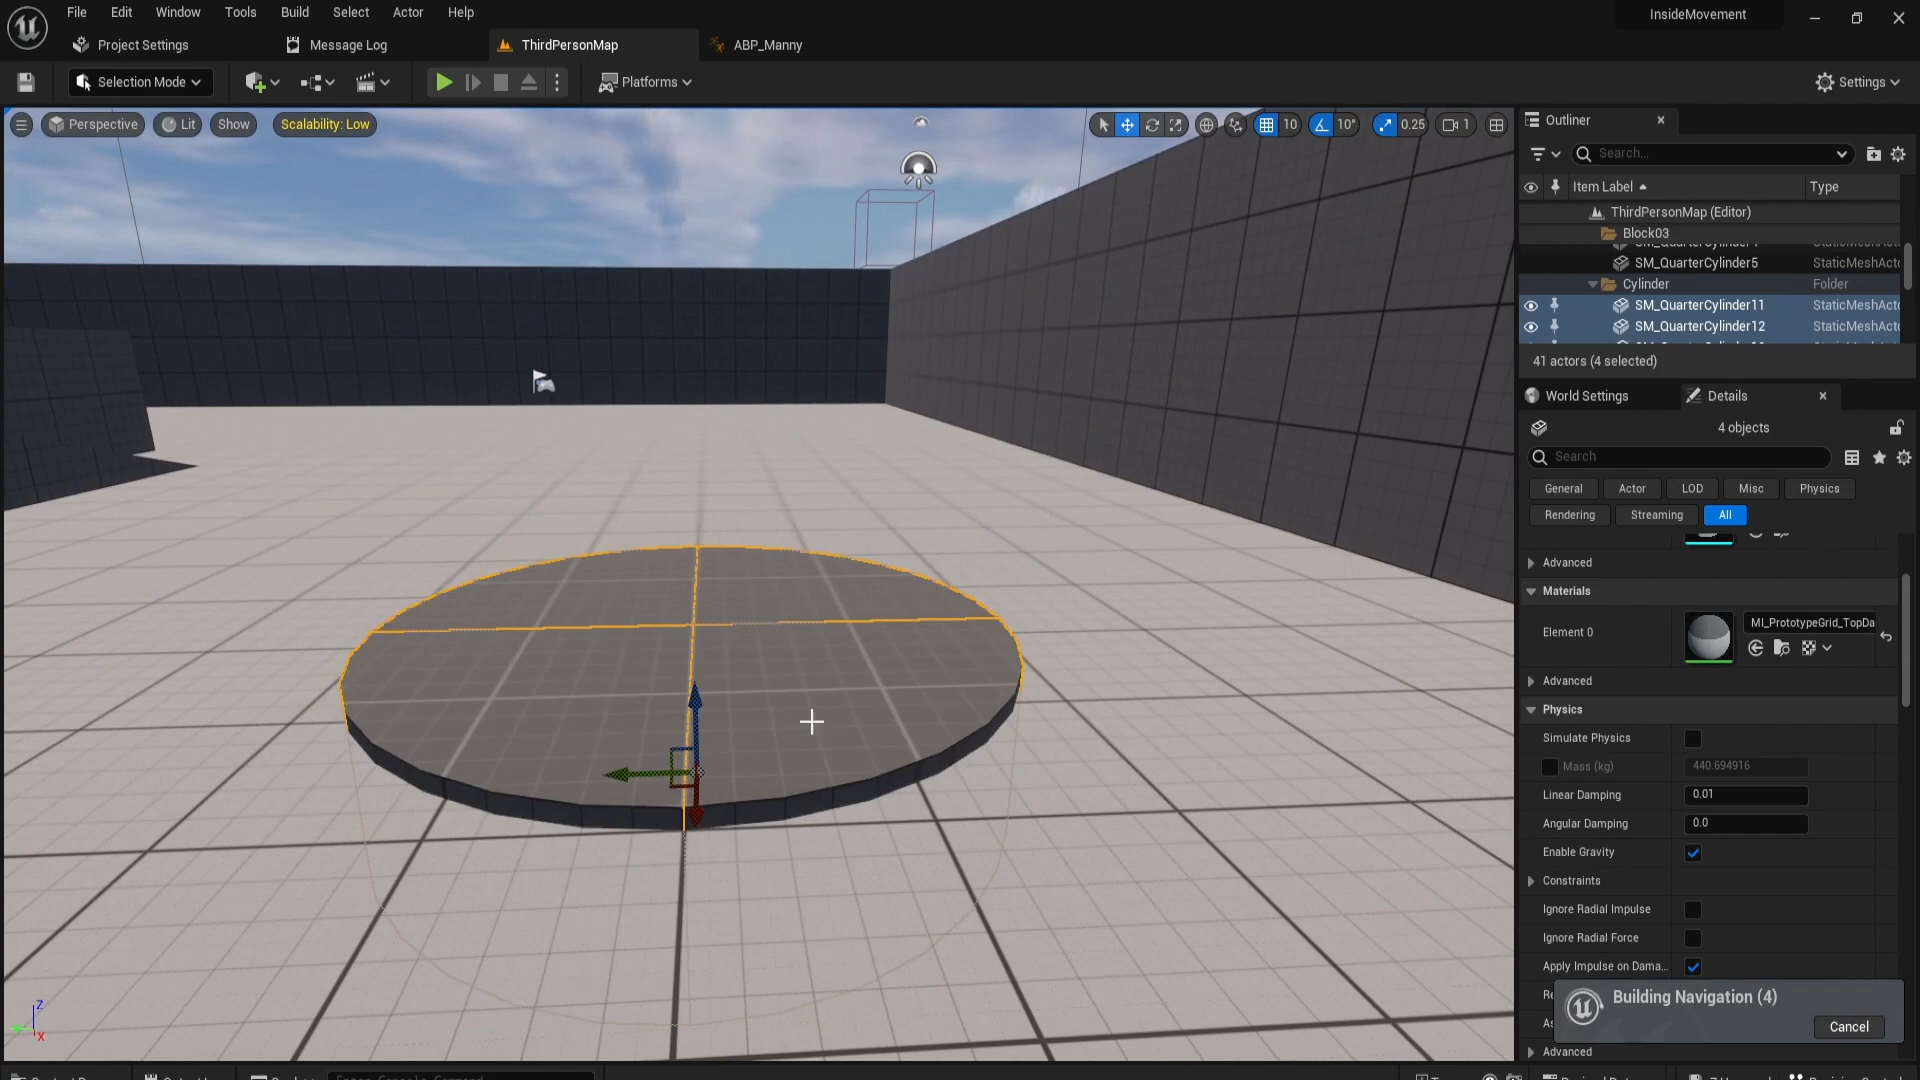 File Edit Window Tools Build Select Actor Help
InsideMovement
Project Settings
Message Log
ThirdPersonMap
ABP_Manny
Selection Mode
Platforms
Settings
Perspective
Lit
Show
Scalability: Low
10
10°
0.25
1
Outliner
Search...
Item Label
Type
ThirdPersonMap (Editor)
Block03
SM_QuarterCylinder5
StaticMeshActo
Cylinder
Folder
SM_QuarterCylinder11
StaticMeshActo
SM_QuarterCylinder12
StaticMeshActo
41 actors (4 selected)
World Settings
Details
4 objects
Search
General
Actor
LOD
Misc
Physics
Rendering
Streaming
All
Advanced
Materials
Element 0
MI_PrototypeGrid_TopDa
Advanced
Physics
Simulate Physics
Mass (kg)
440.694916
Linear Damping
0.01
Angular Damping
0.0
Enable Gravity
Constraints
Ignore Radial Impulse
Ignore Radial Force
Apply Impulse on Dama...
Building Navigation (4)
Cancel
Advanced
Z
X